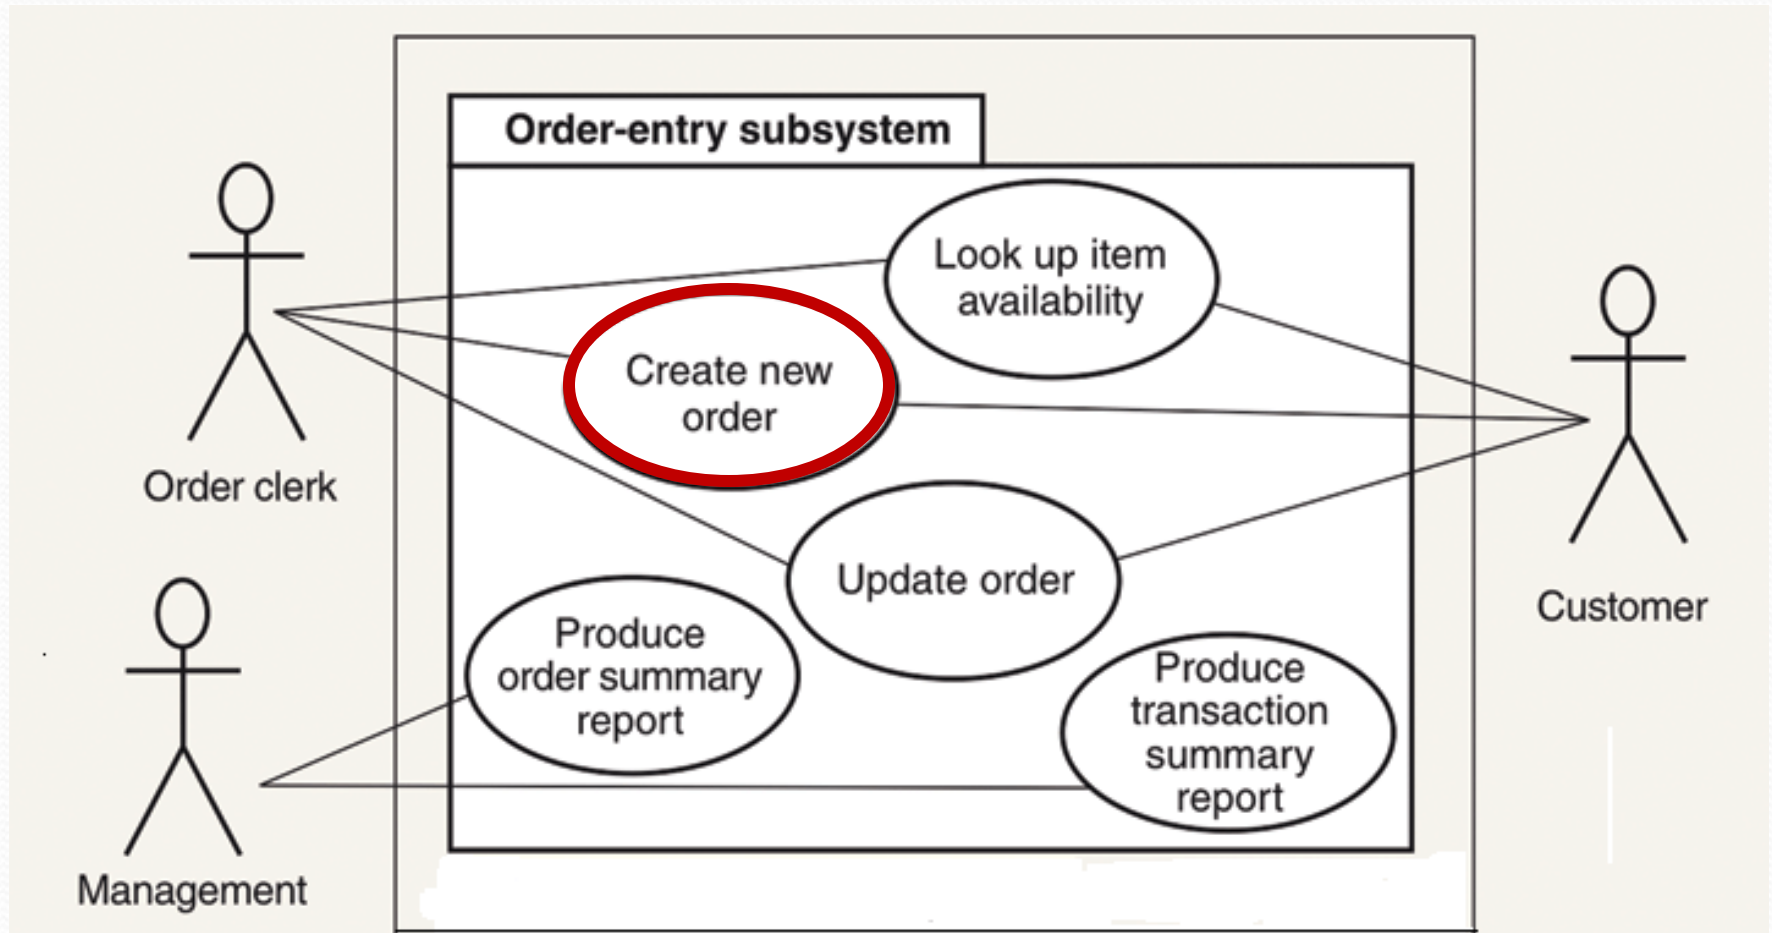 Order-entry subsystem
Look up item
availability
Create new
order
Order clerk
Update order
Customer
Produce
order summary
report
Produce
transaction
summary
report
Management